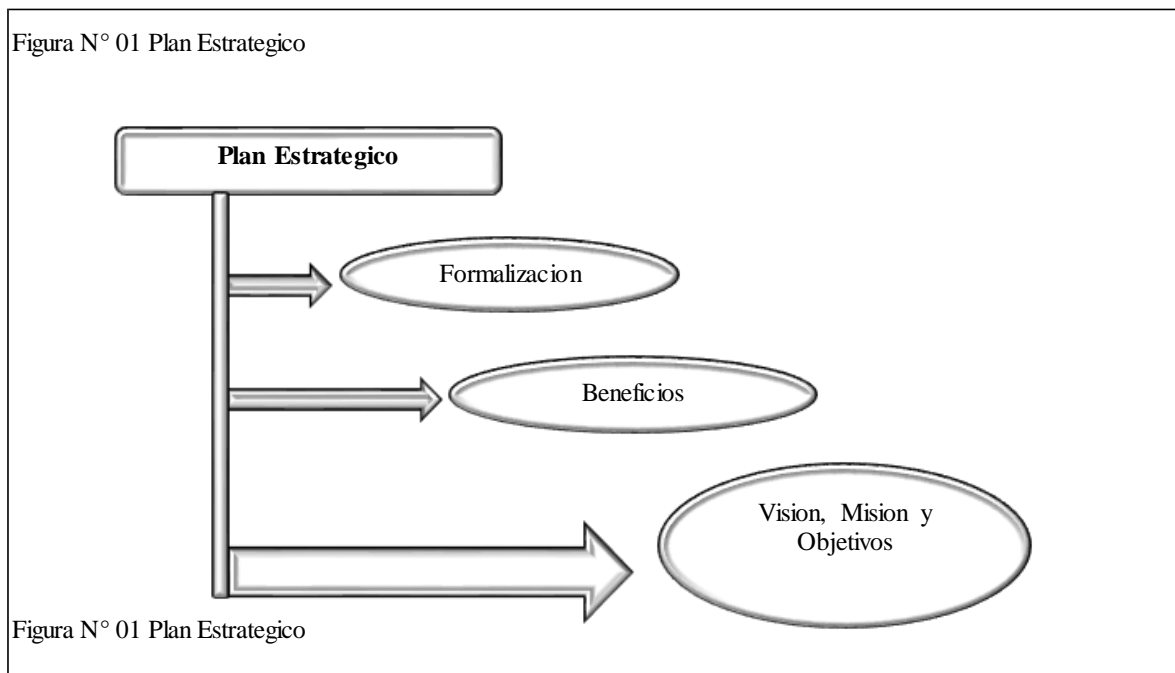 Figura N° 01 Plan Estrategico
Plan Estrategico
Formalizacion
Beneficios
Vision, Mision y
Objetivos
Figura N° 01 Plan Estrategico